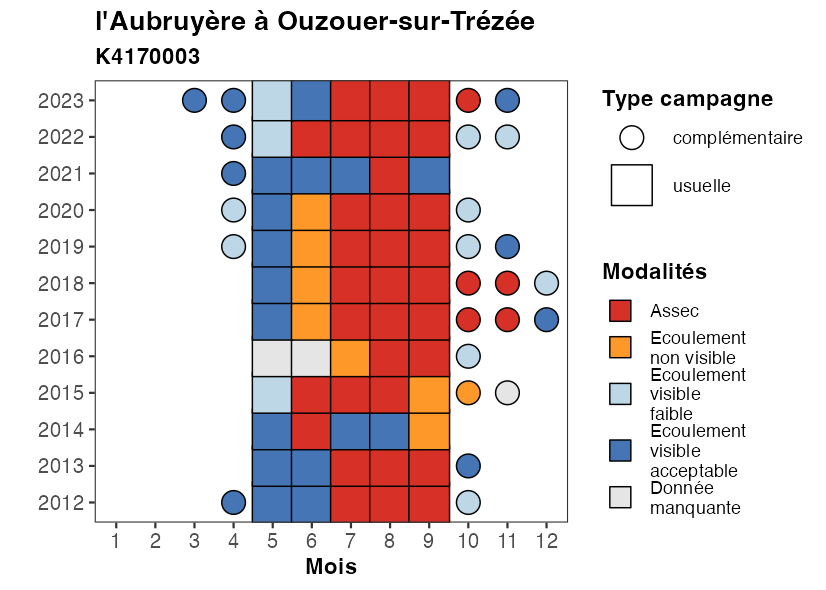 l'Aubruyère à Ouzouer-sur-Trézée
K4170003
2023
2022
2021
2020
2019
2018
2017
2016
2015
2014
2013
2012
1 2 3 4 5 6 7 8 9 10 11 12
Mois
Type campagne
complémentaire
usuelle
Modalités
Assec
Ecoulement
non visible
Ecoulement
visible
faible
Ecoulement
visible
acceptable
Donnée
manquante